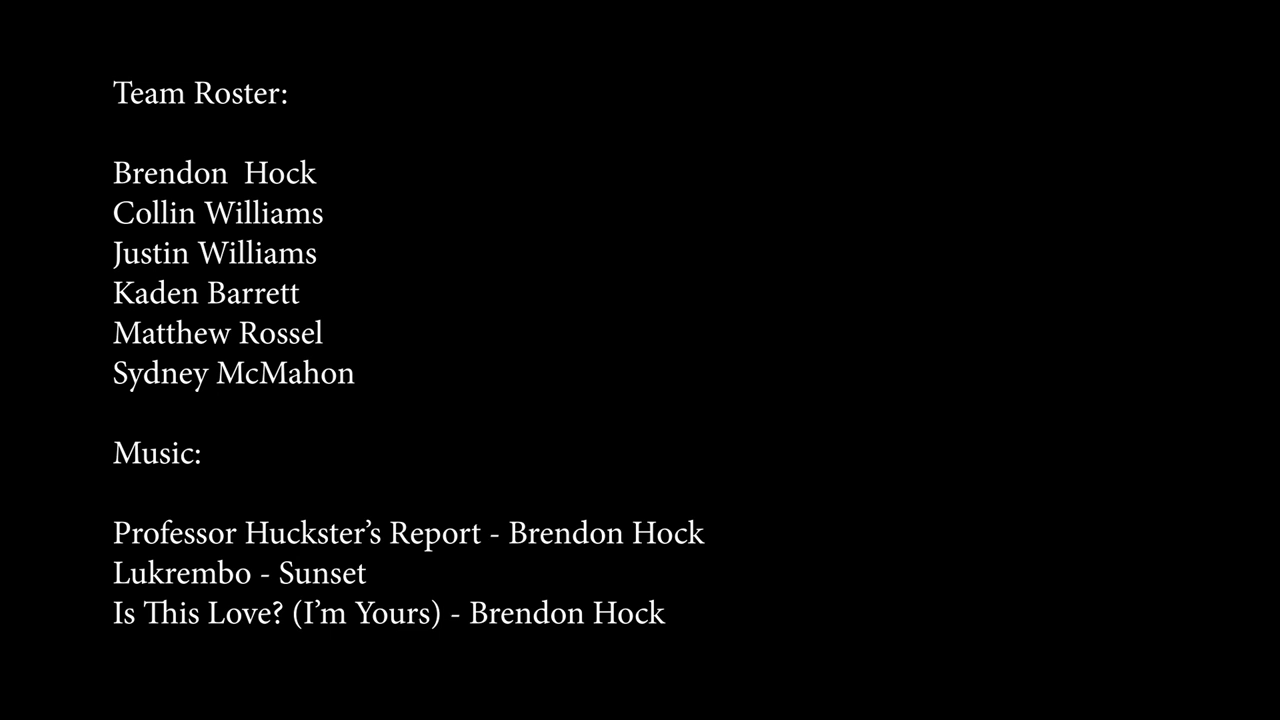 Team Roster:
Brendon  Hock
Collin Williams
Justin Williams
Kaden Barrett
Matthew Rossel
Sydney McMahon
Music:
Professor Huckster’s Report - Brendon Hock
Lukrembo - Sunset
Is This Love? (I’m Yours) - Brendon Hock